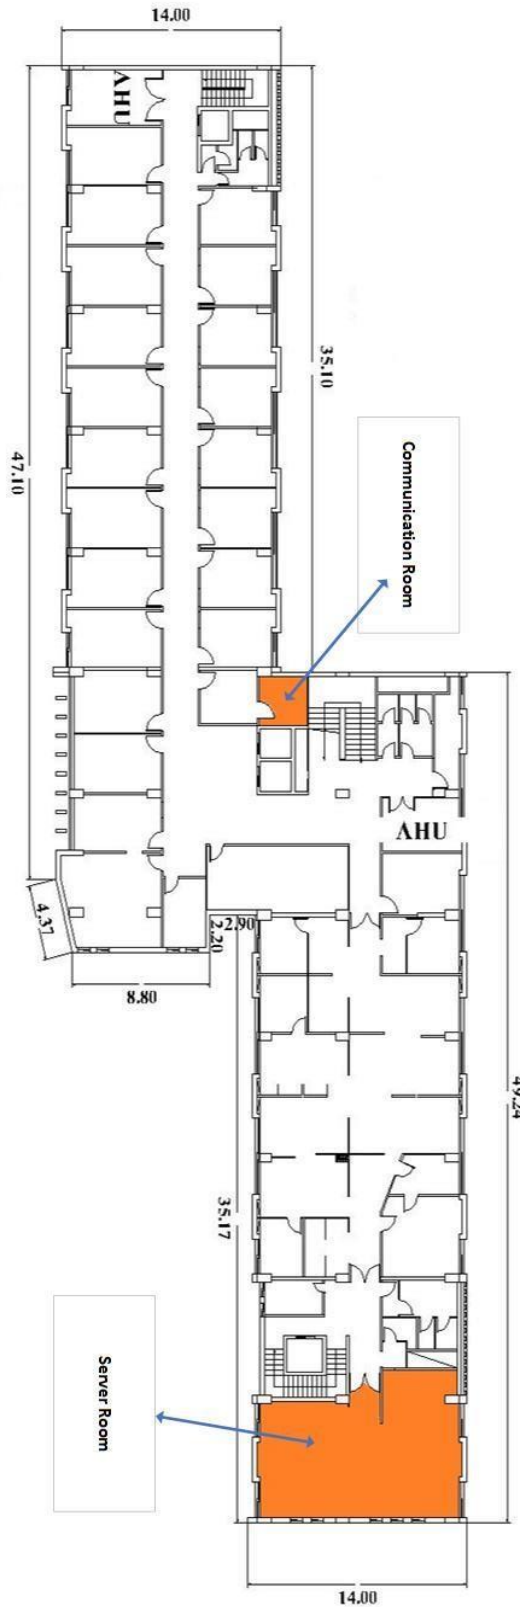 14.00
AHU
35.10
47.10
Communication Room
AHU
4.37
2.90
2.20
8.80
49.24
35.17
Server Room
14.00